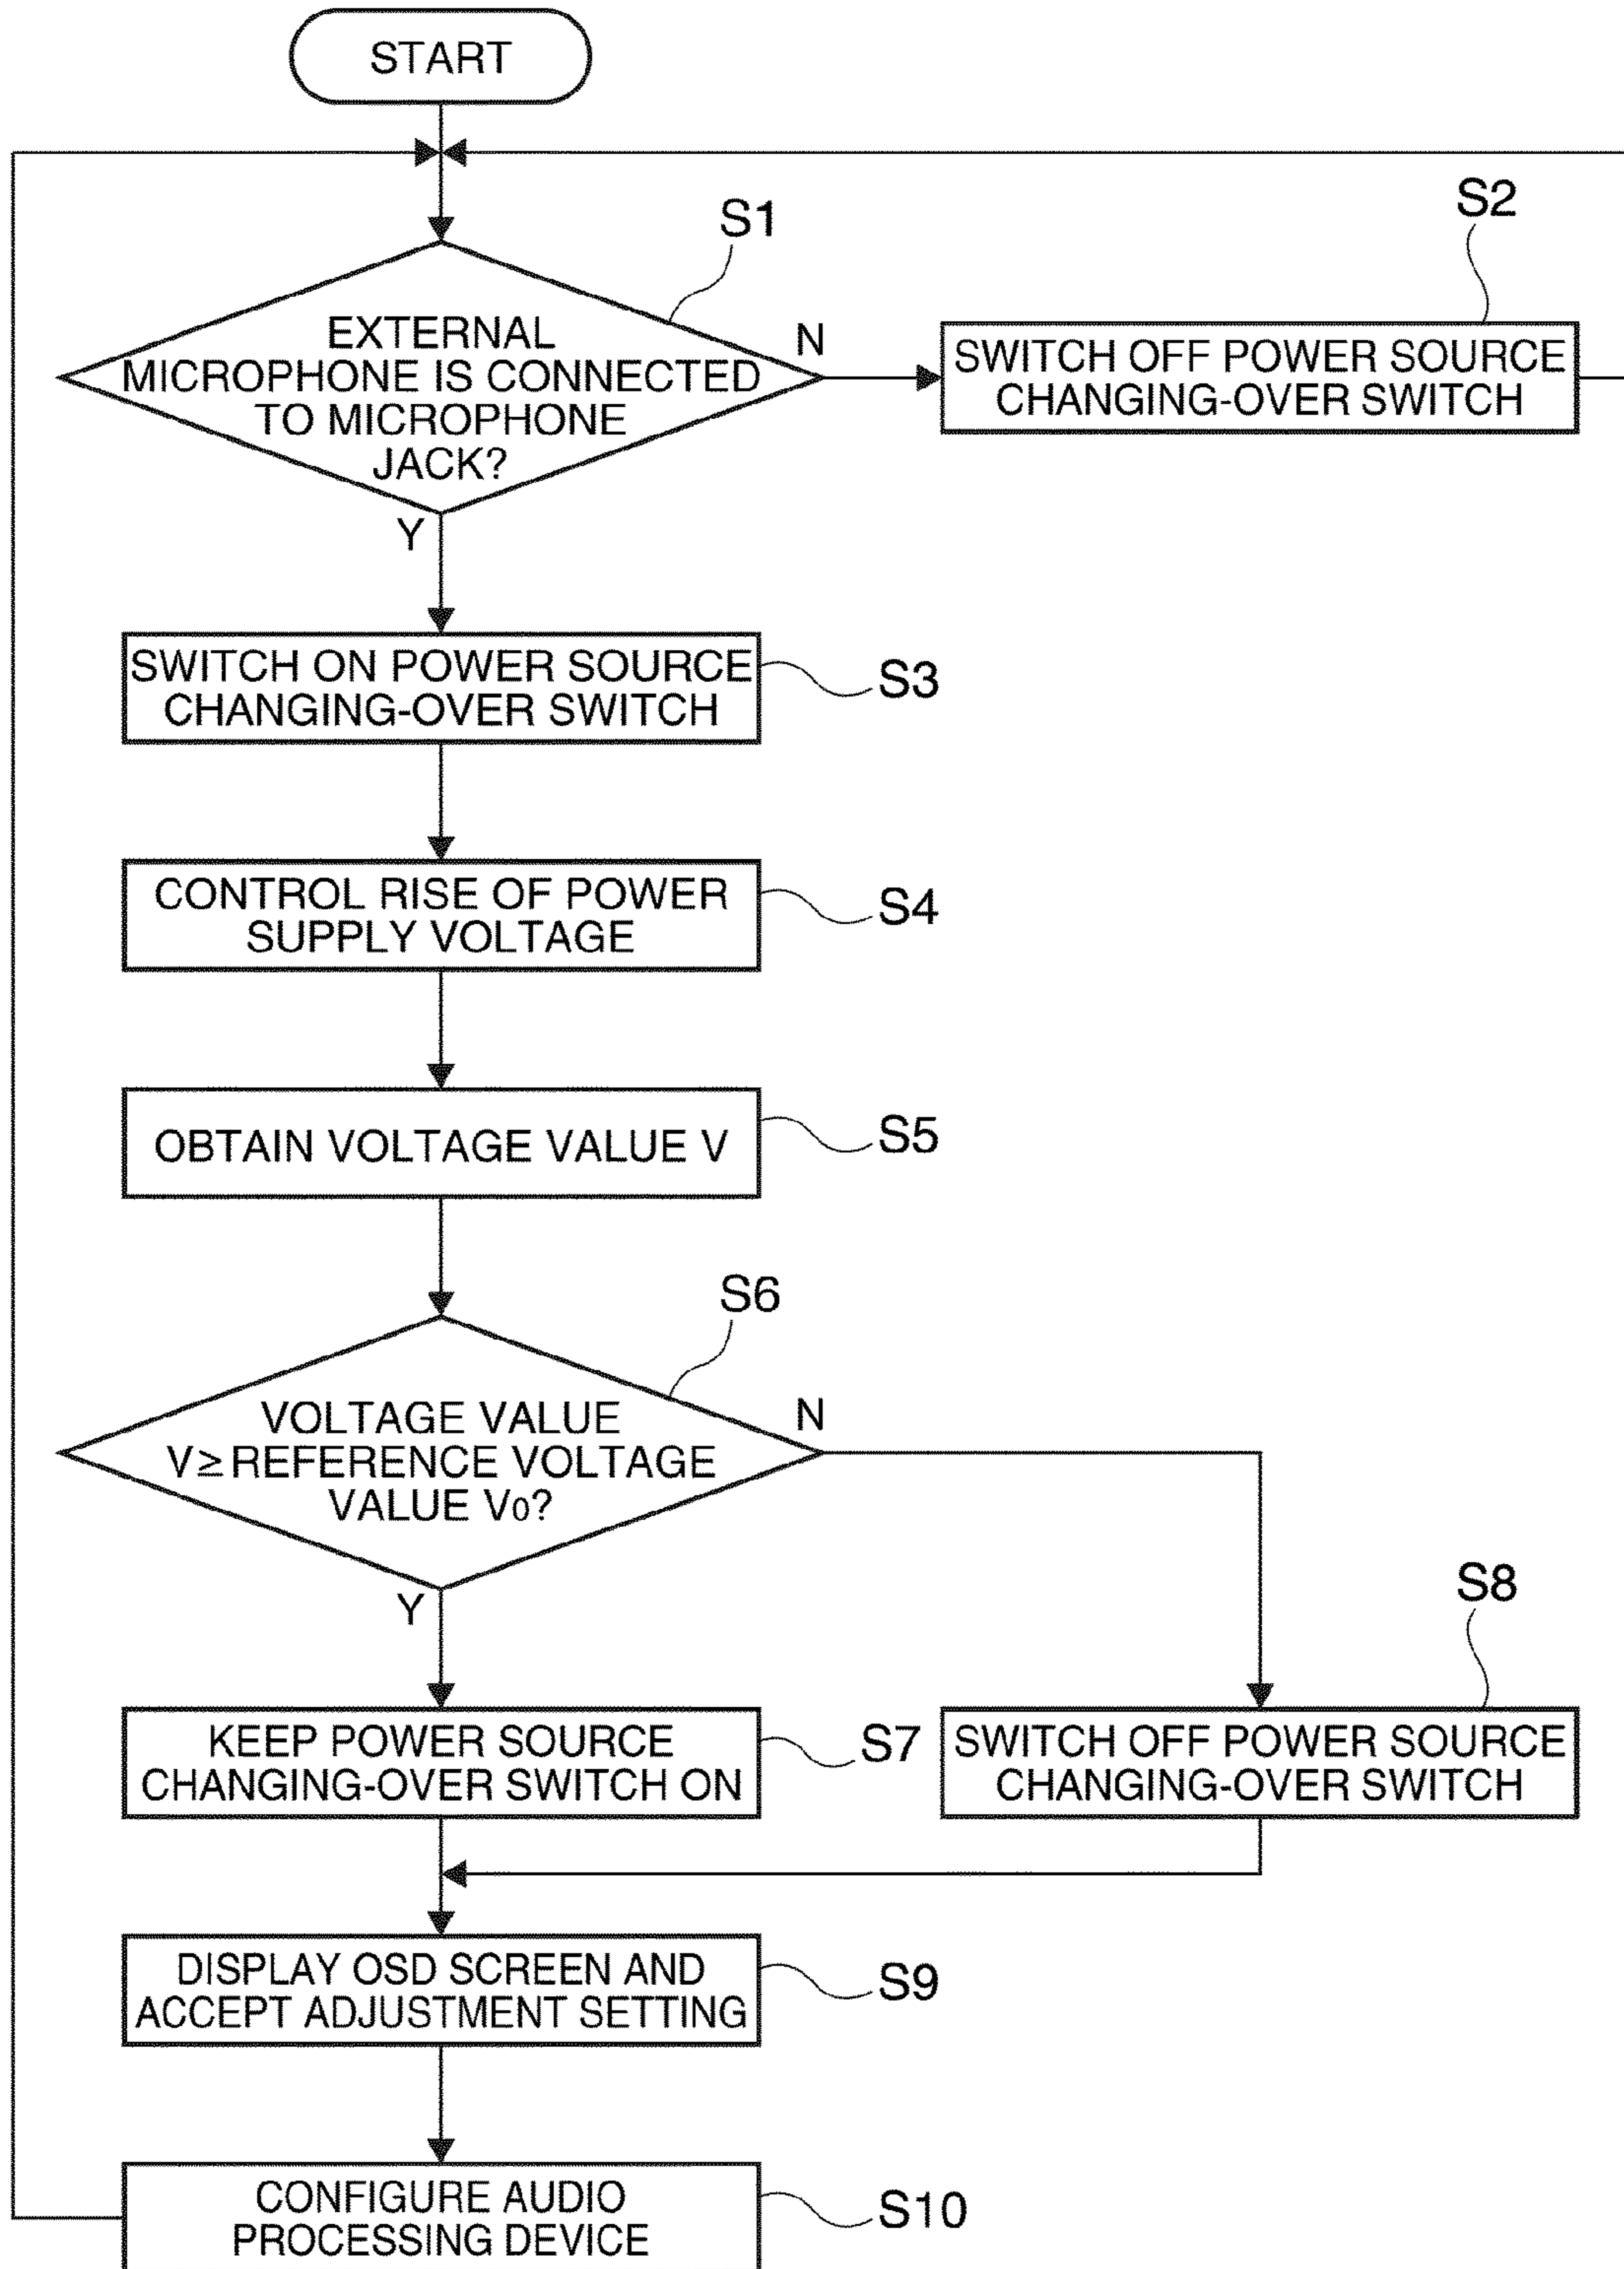 START
S1
S2
EXTERNAL
MICROPHONE IS CONNECTED
TO MICROPHONE
JACK?
N
SWITCH OFF POWER SOURCE
CHANGING-OVER SWITCH
Y
SWITCH ON POWER SOURCE
CHANGING-OVER SWITCH
S3
CONTROL RISE OF POWER
SUPPLY VOLTAGE
S4
OBTAIN VOLTAGE VALUE V
S5
S6
VOLTAGE VALUE
V≥REFERENCE VOLTAGE
VALUE V₀?
N
Y
S8
KEEP POWER SOURCE
CHANGING-OVER SWITCH ON
S7
SWITCH OFF POWER SOURCE
CHANGING-OVER SWITCH
DISPLAY OSD SCREEN AND
ACCEPT ADJUSTMENT SETTING
S9
CONFIGURE AUDIO
PROCESSING DEVICE
S10